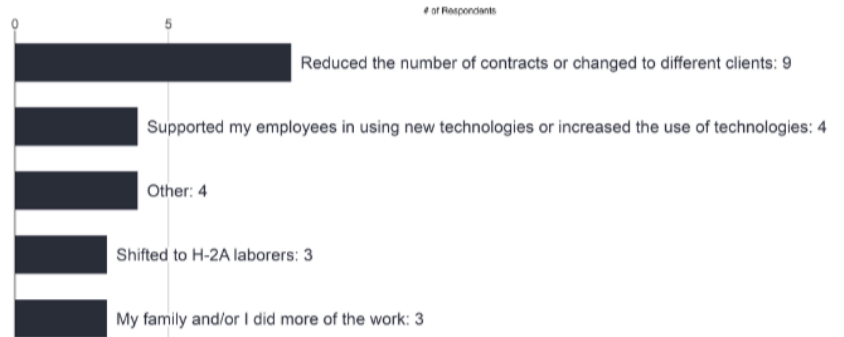 # of Respondents
0 5
Reduced the number of contracts or changed to different clients: 9
Supported my employees in using new technologies or increased the use of technologies: 4
Other: 4
Shifted to H-2A laborers: 3
My family and/or I did more of the work: 3